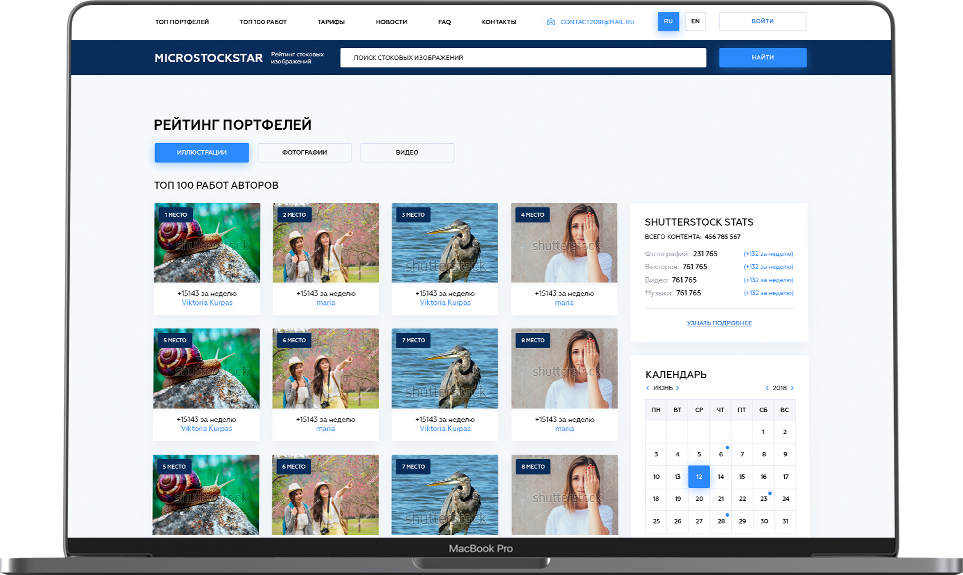 ТОП ПОРТФЕЛЕЙ ТОП 100 РАБОТ ТАРИФЫ НОВОСТИ FAQ КОНТАКТЫ CONTACT2018@MAIL.RU RU EN ВОЙТИ
MICROSTOCKSTAR Рейтинг стоковых изображений ПОИСК СТОКОВЫХ ИЗОБРАЖЕНИЙ НАЙТИ
РЕЙТИНГ ПОРТФЕЛЕЙ
ИЛЛЮСТРАЦИИ ФОТОГРАФИИ ВИДЕО
ТОП 100 РАБОТ АВТОРОВ
1 МЕСТО 2 МЕСТО 3 МЕСТО 4 МЕСТО
shutterstock shutterstock shutterstock shutterstock
+15143 за неделю +15143 за неделю +15143 за неделю +15143 за неделю
Viktoria Kurpas maria Viktoria Kurpas maria
5 МЕСТО 6 МЕСТО 7 МЕСТО 8 МЕСТО
shutterstock shutterstock shutterstock shutterstock
+15143 за неделю +15143 за неделю +15143 за неделю +15143 за неделю
Viktoria Kurpas maria Viktoria Kurpas maria
5 МЕСТО 6 МЕСТО 7 МЕСТО 8 МЕСТО
shutterstock shutterstock shutterstock shutterstock
SHUTTERSTOCK STATS
ВСЕГО КОНТЕНТА: 456 785 567
Фотографий: 231 765 (+132 за неделю)
Векторов: 761 765 (+132 за неделю)
Видео: 761 765 (+132 за неделю)
Музыки: 761 765 (+132 за неделю)
УЗНАТЬ ПОДРОБНЕЕ
КАЛЕНДАРЬ
‹ ИЮНЬ › ‹ 2018 ›
ПН ВТ СР ЧТ ПТ СБ ВС
1 2
3 4 5 6 7 8 9
10 13 12 14 15 16 17
18 19 20 21 22 23 24
25 26 27 28 29 30 31
MacBook Pro